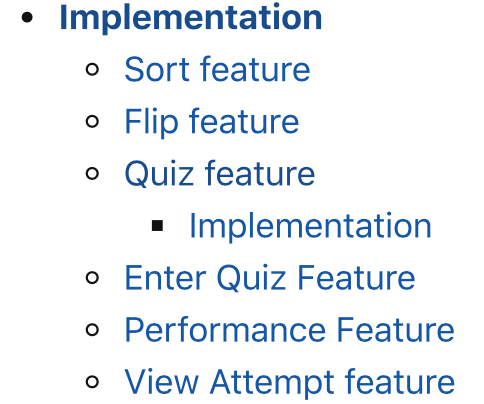 Implementation
Sort feature
Flip feature
Quiz feature
Implementation
Enter Quiz Feature
Performance Feature
View Attempt feature